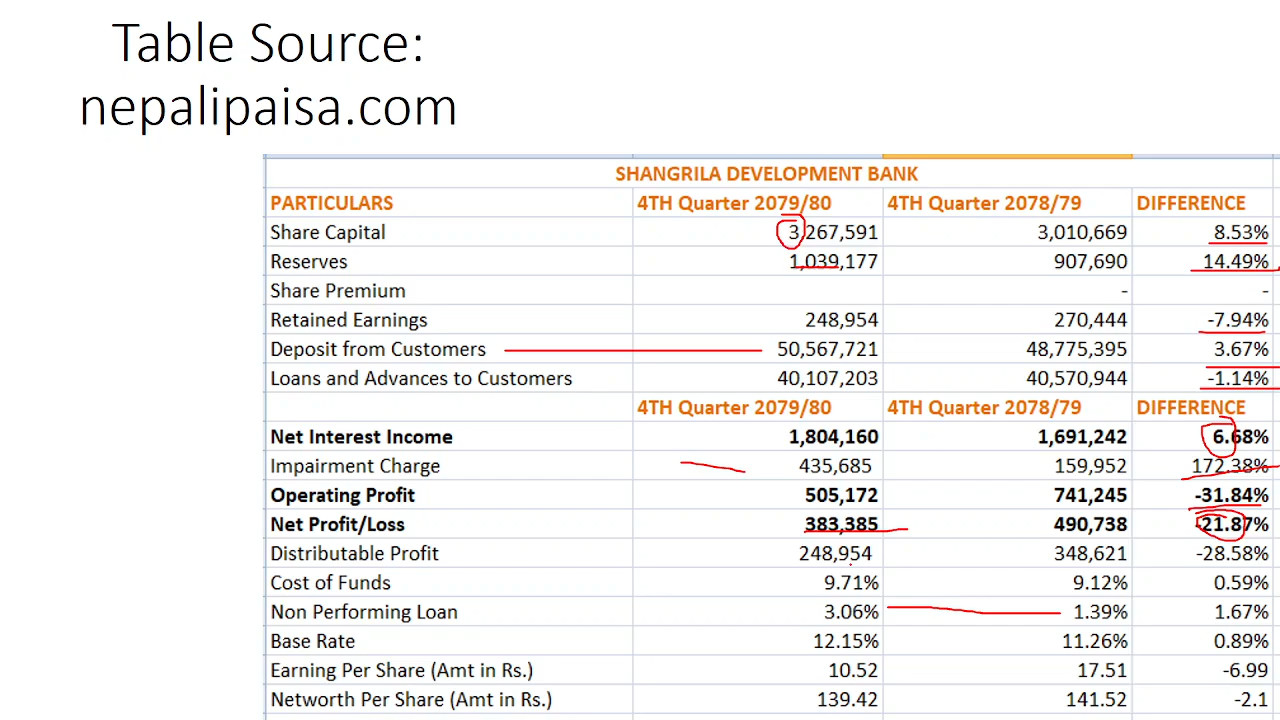 Table Source:
nepalipaisa.com
SHANGRILA DEVELOPMENT BANK
PARTICULARS 4TH Quarter 2079/80 4TH Quarter 2078/79 DIFFERENCE
Share Capital 3,267,591 3,010,669 8.53%
Reserves 1,039,177 907,690 14.49%
Share Premium - -
Retained Earnings 248,954 270,444 -7.94%
Deposit from Customers 50,567,721 48,775,395 3.67%
Loans and Advances to Customers 40,107,203 40,570,944 -1.14%
4TH Quarter 2079/80 4TH Quarter 2078/79 DIFFERENCE
Net Interest Income 1,804,160 1,691,242 6.68%
Impairment Charge 435,685 159,952 172.38%
Operating Profit 505,172 741,245 -31.84%
Net Profit/Loss 383,385 490,738 -21.87%
Distributable Profit 248,954 348,621 -28.58%
Cost of Funds 9.71% 9.12% 0.59%
Non Performing Loan 3.06% 1.39% 1.67%
Base Rate 12.15% 11.26% 0.89%
Earning Per Share (Amt in Rs.) 10.52 17.51 -6.99
Networth Per Share (Amt in Rs.) 139.42 141.52 -2.1